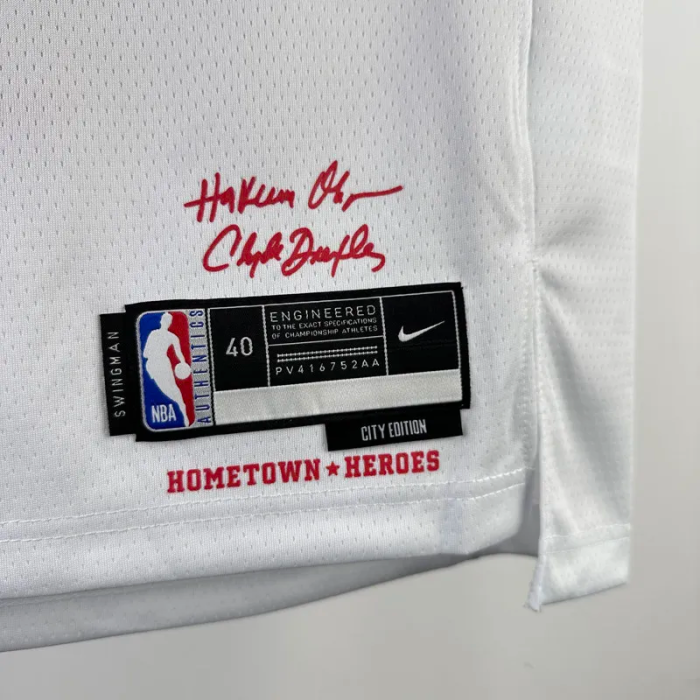 Hakeem
Clyde Drexler
SWINGMAN
NBA
AUTHENTICS
40
ENGINEERED
TO THE EXACT SPECIFICATIONS
OF CHAMPIONSHIP ATHLETES
PV416752AA
CITY EDITION
HOMETOWN★HEROES